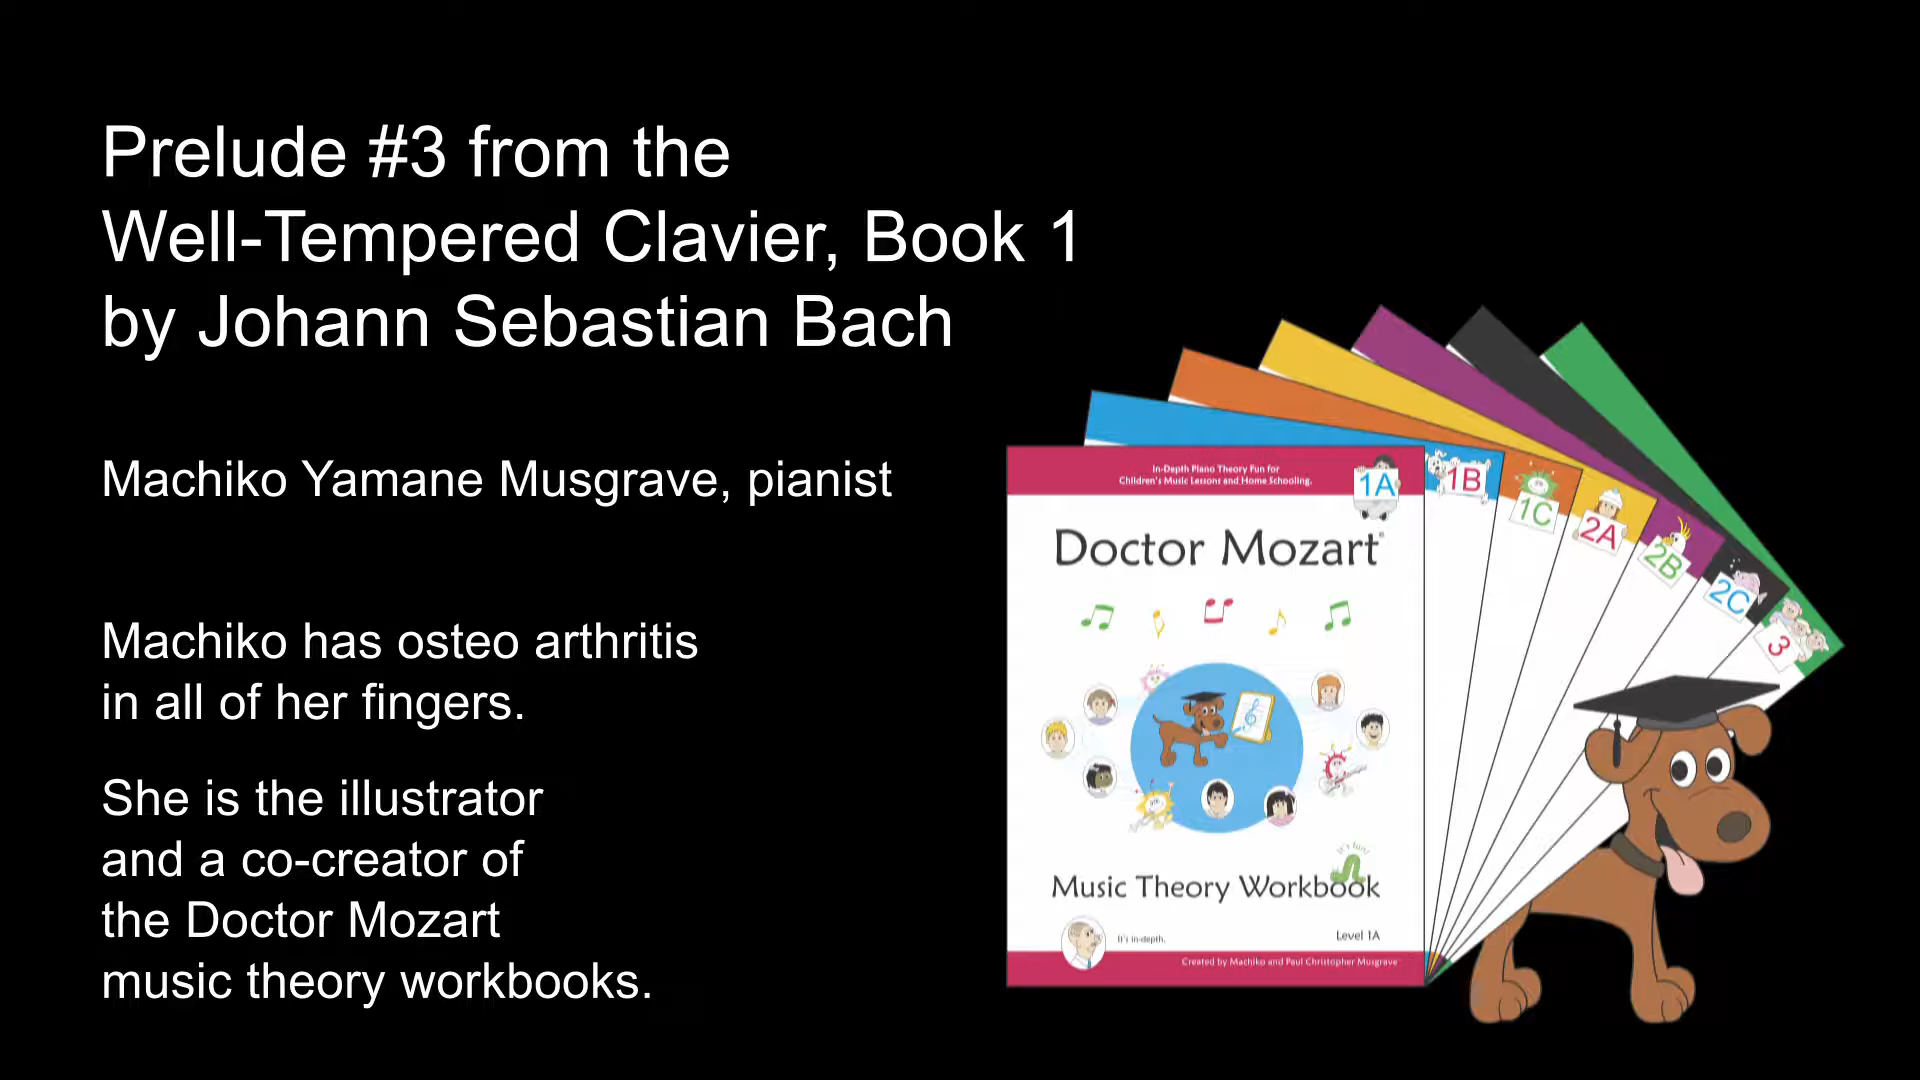 Prelude #3 from the
Well-Tempered Clavier, Book 1
by Johann Sebastian Bach
Machiko Yamane Musgrave, pianist
Machiko has osteo arthritis
in all of her fingers.
She is the illustrator
and a co-creator of
the Doctor Mozart
music theory workbooks.
In-Depth Piano Theory Fun for
Children's Music Lessons and Home Schooling.
1A
1B
1C
2A
2B
2C
3
Doctor Mozart®
It's fun!
Music Theory Workbook
It's in-depth.
Level 1A
Created by Machiko and Paul Christopher Musgrave